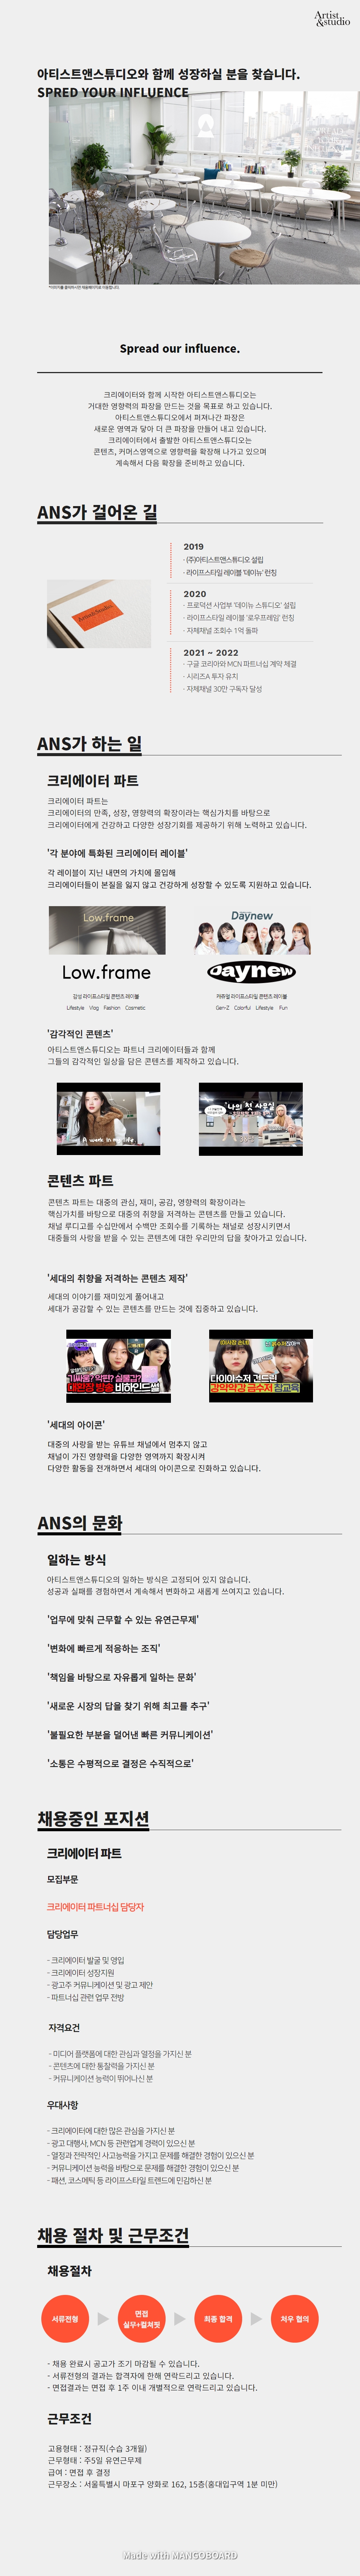 Artist
&studio
아티스트앤스튜디오와 함께 성장하실 분을 찾습니다.
SPRED YOUR INFLUENCE
*이미지를 클릭하시면 채용페이지로 이동합니다.
Spread our influence.
크리에이터와 함께 시작한 아티스트앤스튜디오는
거대한 영향력의 파장을 만드는 것을 목표로 하고 있습니다.
아티스트앤스튜디오에서 퍼져나간 파장은
새로운 영역과 닿아 더 큰 파장을 만들어 내고 있습니다.
크리에이터에서 출발한 아티스트앤스튜디오는
콘텐츠, 커머스영역으로 영향력을 확장해 나가고 있으며
계속해서 다음 확장을 준비하고 있습니다.
ANS가 걸어온 길
2019
· (주)아티스트앤스튜디오 설립
· 라이프스타일 레이블 '데이뉴' 런칭
2020
· 프로덕션 사업부 '데이뉴 스튜디오' 설립
· 라이프스타일 레이블 '로우프레임' 런칭
· 자체채널 조회수 1억 돌파
2021 ~ 2022
· 구글 코리아와 MCN 파트너십 계약 체결
· 시리즈A 투자 유치
· 자체채널 30만 구독자 달성
ANS가 하는 일
크리에이터 파트
크리에이터 파트는
크리에이터의 만족, 성장, 영향력의 확장이라는 핵심가치를 바탕으로
크리에이터에게 건강하고 다양한 성장기회를 제공하기 위해 노력하고 있습니다.
'각 분야에 특화된 크리에이터 레이블'
각 레이블이 지닌 내면의 가치에 몰입해
크리에이터들이 본질을 잃지 않고 건강하게 성장할 수 있도록 지원하고 있습니다.
Low.frame
Daynew
Low.frame
Daynew
감성 라이프스타일 콘텐츠 레이블
캐쥬얼 라이프스타일 콘텐츠 레이블
Lifestyle Vlog Fashion Cosmetic
Gen-Z Colorful Lifestyle Fun
'감각적인 콘텐츠'
아티스트앤스튜디오는 파트너 크리에이터들과 함께
그들의 감각적인 일상을 담은 콘텐츠를 제작하고 있습니다.
A week in my life
나의 첫 사무실
콘텐츠 파트
콘텐츠 파트는 대중의 관심, 재미, 공감, 영향력의 확장이라는
핵심가치를 바탕으로 대중의 취향을 저격하는 콘텐츠를 만들고 있습니다.
채널 루디고를 수십만에서 수백만 조회수를 기록하는 채널로 성장시키면서
대중들의 사랑을 받을 수 있는 콘텐츠에 대한 우리만의 답을 찾아가고 있습니다.
'세대의 취향을 저격하는 콘텐츠 제작'
세대의 이야기를 재미있게 풀어내고
세대가 공감할 수 있는 콘텐츠를 만드는 것에 집중하고 있습니다.
기싸움? 악편? 실물갑?
대환장 방송 비하인드썰
다이아수저 건드린
강약약강 금수저 참교육
'세대의 아이콘'
대중의 사랑을 받는 유튜브 채널에서 멈추지 않고
채널이 가진 영향력을 다양한 영역까지 확장시켜
다양한 활동을 전개하면서 세대의 아이콘으로 진화하고 있습니다.
ANS의 문화
일하는 방식
아티스트앤스튜디오의 일하는 방식은 고정되어 있지 않습니다.
성공과 실패를 경험하면서 계속해서 변화하고 새롭게 쓰여지고 있습니다.
'업무에 맞춰 근무할 수 있는 유연근무제'
'변화에 빠르게 적응하는 조직'
'책임을 바탕으로 자유롭게 일하는 문화'
'새로운 시장의 답을 찾기 위해 최고를 추구'
'불필요한 부분을 덜어낸 빠른 커뮤니케이션'
'소통은 수평적으로 결정은 수직적으로'
채용중인 포지션
크리에이터 파트
모집부문
크리에이터 파트너십 담당자
담당업무
- 크리에이터 발굴 및 영입
- 크리에이터 성장지원
- 광고주 커뮤니케이션 및 광고 제안
- 파트너십 관련 업무 전방
자격요건
- 미디어 플랫폼에 대한 관심과 열정을 가지신 분
- 콘텐츠에 대한 통찰력을 가지신 분
- 커뮤니케이션 능력이 뛰어나신 분
우대사항
- 크리에이터에 대한 많은 관심을 가지신 분
- 광고 대행사, MCN 등 관련업계 경력이 있으신 분
- 열정과 전략적인 사고능력을 가지고 문제를 해결한 경험이 있으신 분
- 커뮤니케이션 능력을 바탕으로 문제를 해결한 경험이 있으신 분
- 패션, 코스메틱 등 라이프스타일 트렌드에 민감하신 분
채용 절차 및 근무조건
채용절차
서류전형
면접
실무+컬쳐핏
최종 합격
처우 협의
- 채용 완료시 공고가 조기 마감될 수 있습니다.
- 서류전형의 결과는 합격자에 한해 연락드리고 있습니다.
- 면접결과는 면접 후 1주 이내 개별적으로 연락드리고 있습니다.
근무조건
고용형태 : 정규직(수습 3개월)
근무형태 : 주5일 유연근무제
급여 : 면접 후 결정
근무장소 : 서울특별시 마포구 양화로 162, 15층(홍대입구역 1분 미만)
Made with MANGOBOARD